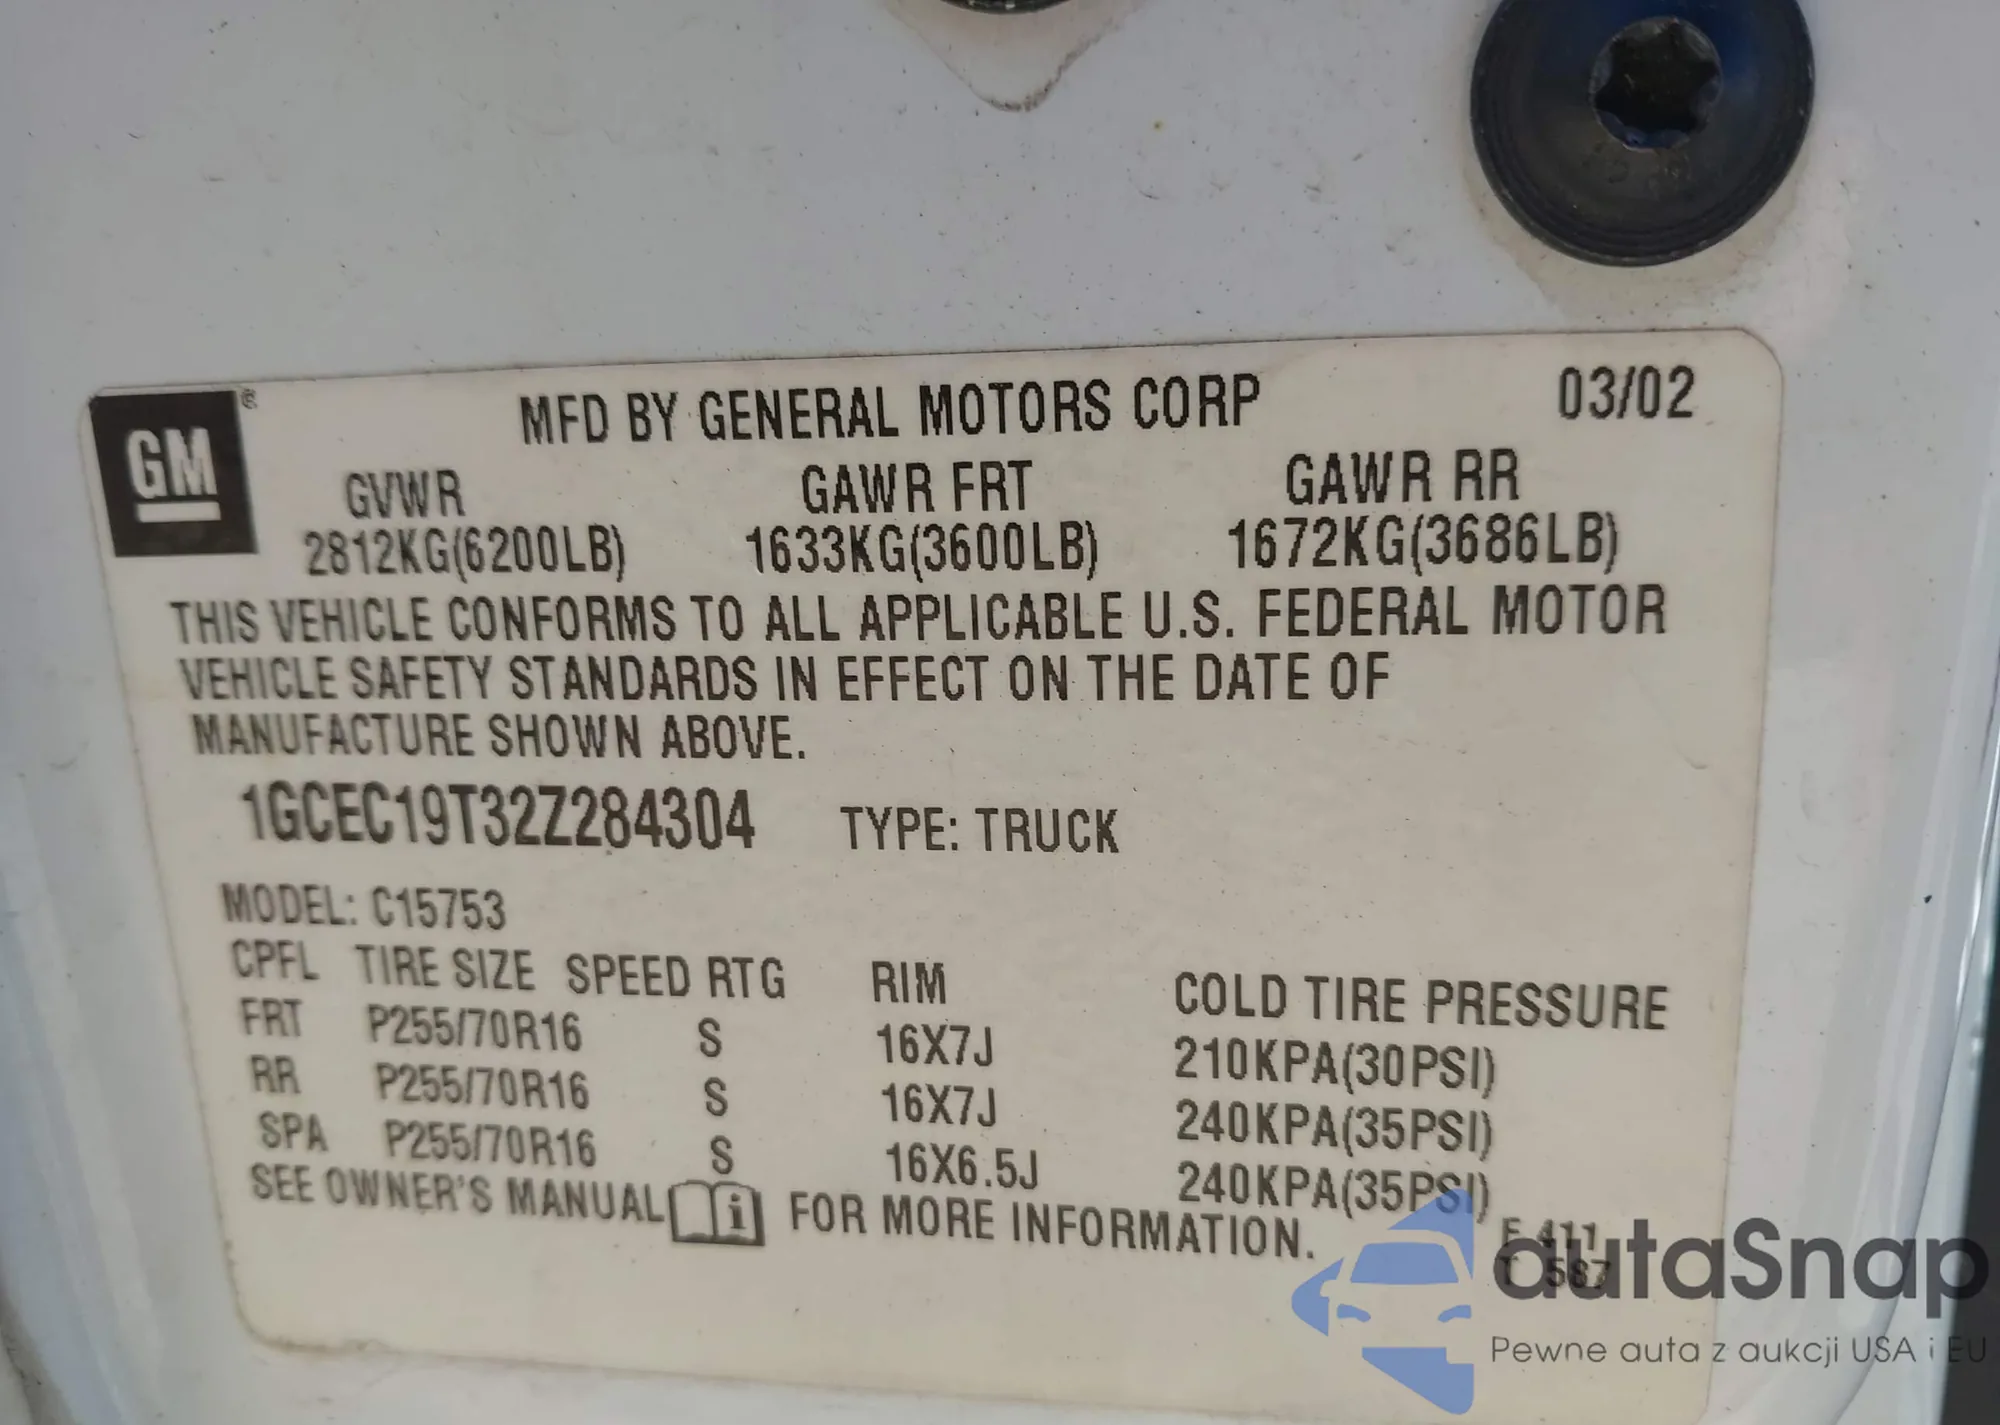 GM ®
MFD BY GENERAL MOTORS CORP 03/02
GVWR GAWR FRT GAWR RR
2812KG(6200LB) 1633KG(3600LB) 1672KG(3686LB)
THIS VEHICLE CONFORMS TO ALL APPLICABLE U.S. FEDERAL MOTOR
VEHICLE SAFETY STANDARDS IN EFFECT ON THE DATE OF
MANUFACTURE SHOWN ABOVE.
1GCEC19T32Z284304 TYPE: TRUCK
MODEL: C15753
CPFL TIRE SIZE SPEED RTG RIM COLD TIRE PRESSURE
FRT P255/70R16 S 16X7J 210KPA(30PSI)
RR P255/70R16 S 16X7J 240KPA(35PSI)
SPA P255/70R16 S 16X6.5J 240KPA(35PSI)
SEE OWNER'S MANUAL i FOR MORE INFORMATION.
411
587
autaSnap
Pewne auta z aukcji USA i EU